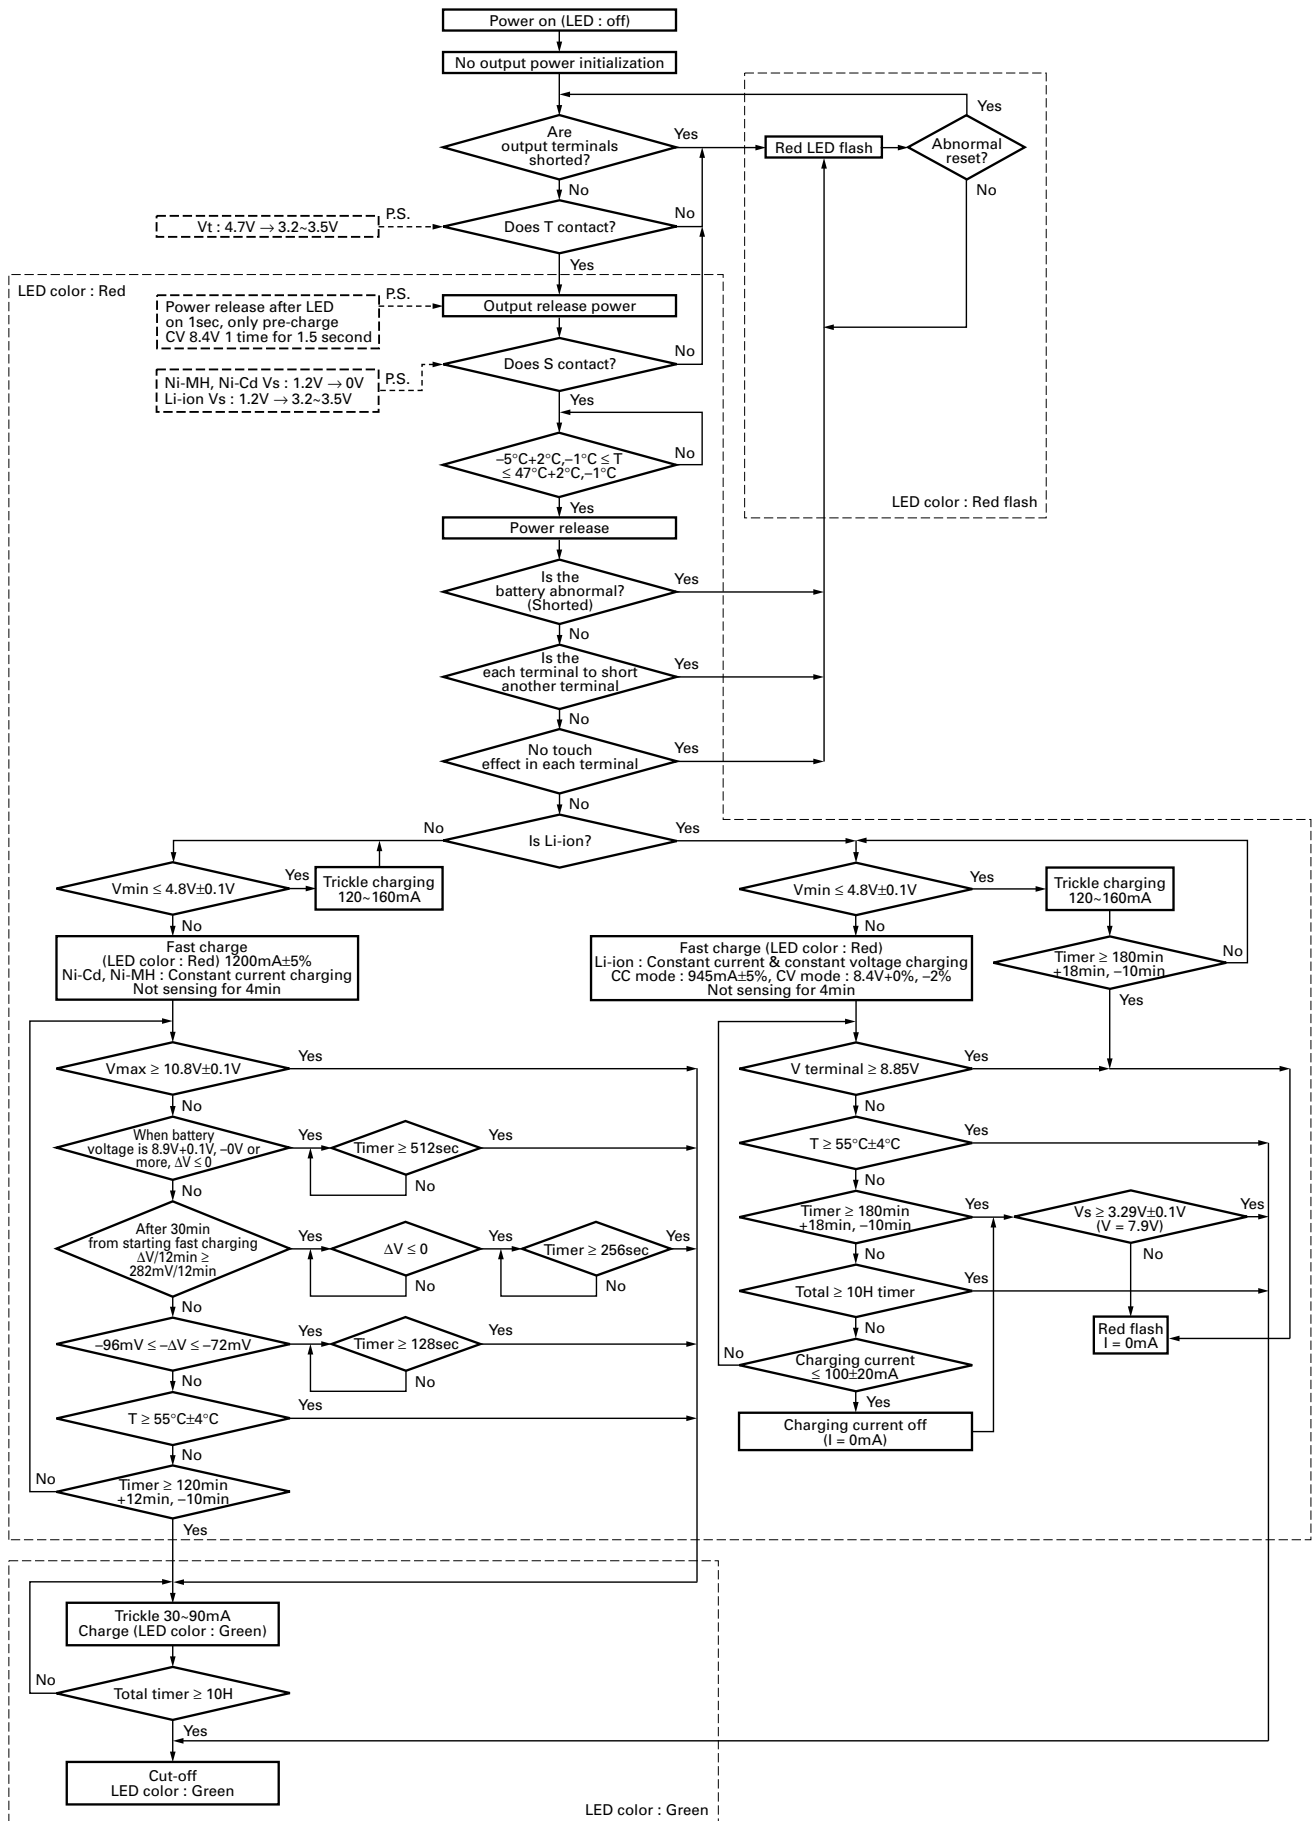 Power on (LED : off)
No output power initialization
Yes
Are
output terminals
shorted?
Yes
Red LED flash
Abnormal
reset?
No
No
P.S.
Vt : 4.7V → 3.2~3.5V
Does T contact?
No
Yes
LED color : Red
P.S.
Power release after LED
on 1sec, only pre-charge
CV 8.4V 1 time for 1.5 second
Output release power
Does S contact?
No
P.S.
Ni-MH, Ni-Cd Vs : 1.2V → 0V
Li-ion Vs : 1.2V → 3.2~3.5V
Yes
–5°C+2°C,–1°C ≤ T
≤ 47°C+2°C,–1°C
No
LED color : Red flash
Yes
Power release
Is the
battery abnormal?
(Shorted)
Yes
No
Is the
each terminal to short
another terminal
Yes
No
No touch
effect in each terminal
Yes
No
No
Is Li-ion?
Yes
Vmin ≤ 4.8V±0.1V
Yes
Trickle charging
120~160mA
No
Fast charge
(LED color : Red) 1200mA±5%
Ni-Cd, Ni-MH : Constant current charging
Not sensing for 4min
Vmax ≥ 10.8V±0.1V
Yes
No
When battery
voltage is 8.9V+0.1V, –0V or
more, ΔV ≤ 0
Yes
Timer ≥ 512sec
Yes
No
No
After 30min
from starting fast charging
ΔV/12min ≥
282mV/12min
Yes
ΔV ≤ 0
Yes
Timer ≥ 256sec
Yes
No
No
No
–96mV ≤ –ΔV ≤ –72mV
Yes
Timer ≥ 128sec
Yes
No
No
T ≥ 55°C±4°C
Yes
No
No
Timer ≥ 120min
+12min, –10min
Yes
Vmin ≤ 4.8V±0.1V
Yes
Trickle charging
120~160mA
No
Fast charge (LED color : Red)
Li-ion : Constant current & constant voltage charging
CC mode : 945mA±5%, CV mode : 8.4V+0%, –2%
Not sensing for 4min
Timer ≥ 180min
+18min, –10min
No
Yes
V terminal ≥ 8.85V
Yes
No
T ≥ 55°C±4°C
Yes
No
Timer ≥ 180min
+18min, –10min
Yes
Vs ≥ 3.29V±0.1V
(V = 7.9V)
Yes
No
No
Total ≥ 10H timer
Yes
No
Red flash
I = 0mA
No
Charging current
≤ 100±20mA
Yes
Charging current off
(I = 0mA)
Trickle 30~90mA
Charge (LED color : Green)
No
Total timer ≥ 10H
Yes
Cut-off
LED color : Green
LED color : Green